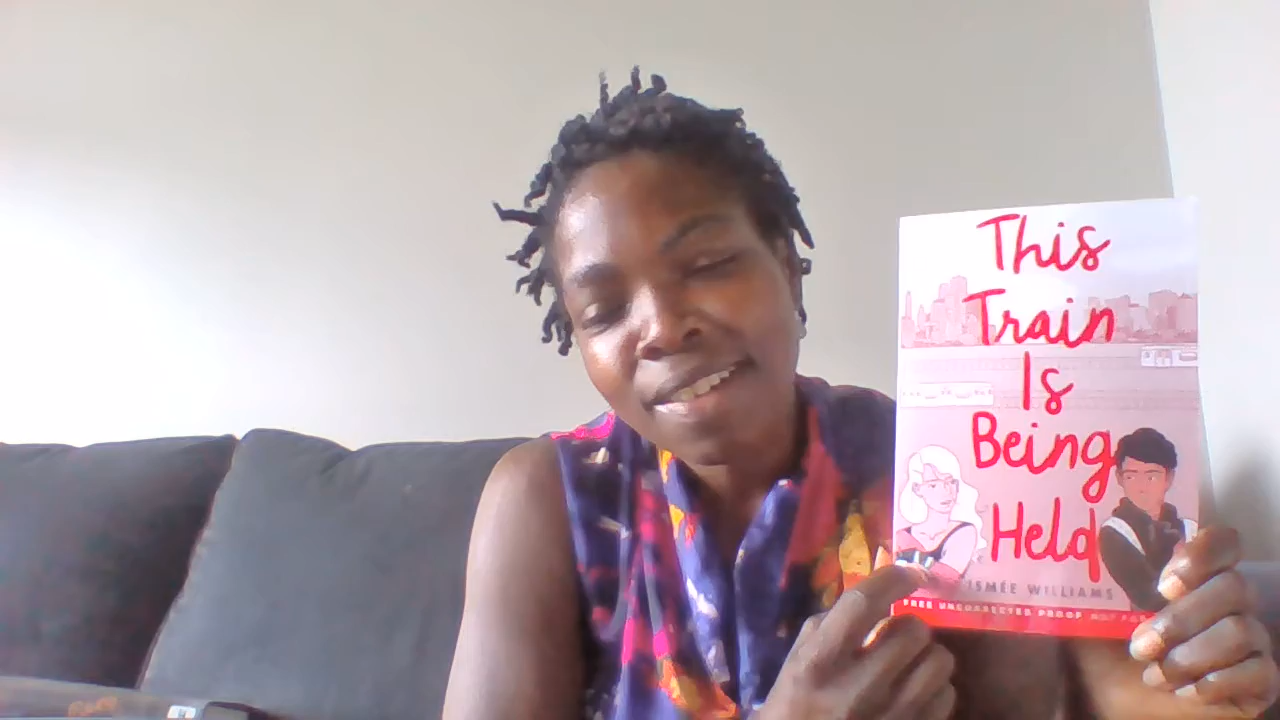 This
Train
Is
Being
Held
ISMÉE WILLIAMS
FREE UNCORRECTED PROOF NOT FOR